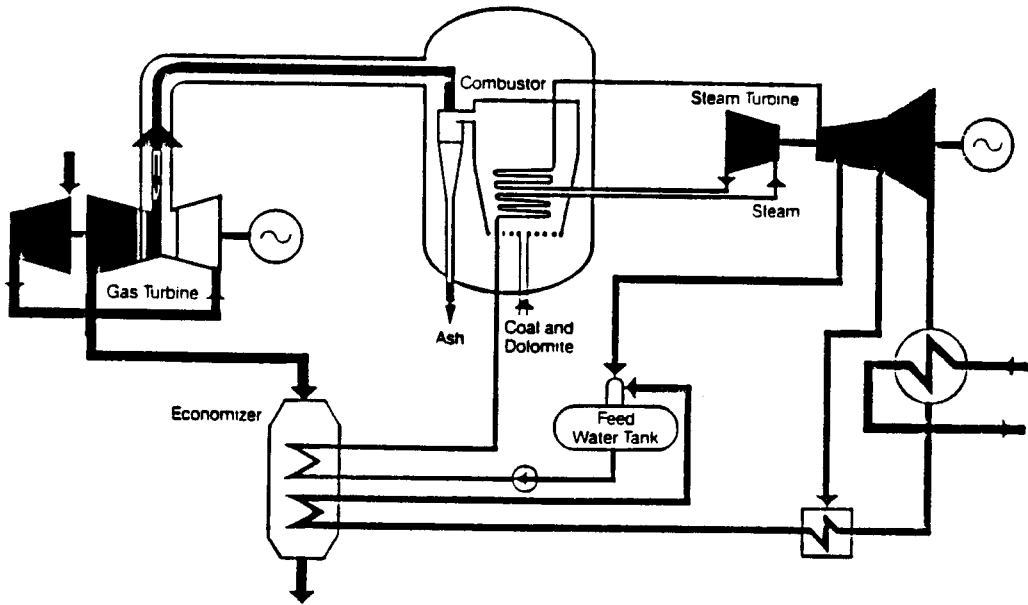 Combustor
Steam Turbine
Steam
Gas Turbine
Ash
Coal and
Dolomite
Economizer
Feed
Water Tank